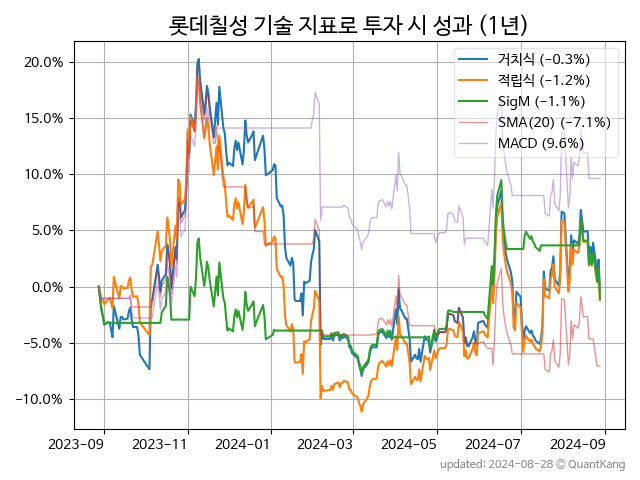 롯데칠성 기술 지표로 투자 시 성과 (1년)
거치식 (−0.3%)
적립식 (−1.2%)
SigM (−1.1%)
SMA(20) (−7.1%)
MACD (9.6%)
20.0%
15.0%
10.0%
5.0%
0.0%
−5.0%
−10.0%
2023-09 2023-11 2024-01 2024-03 2024-05 2024-07 2024-09
updated: 2024-08-28 © QuantKang